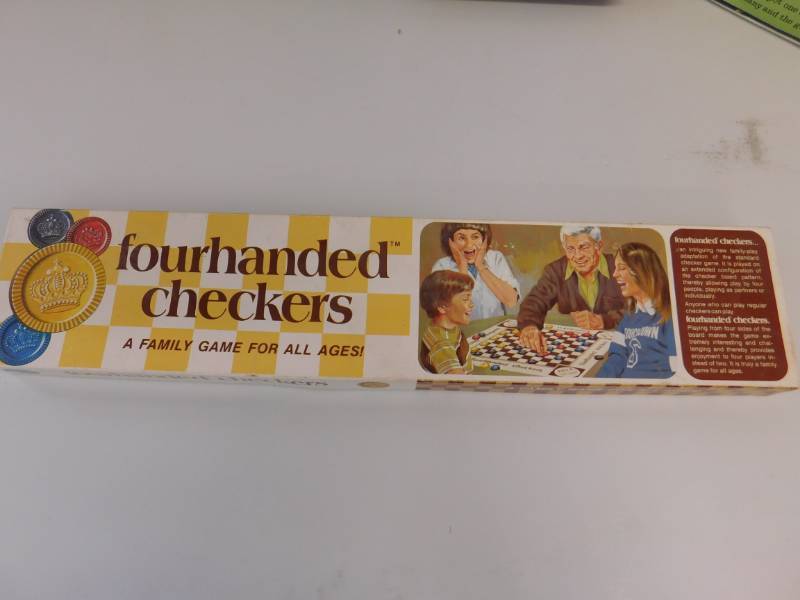 fourhanded™
checkers
A FAMILY GAME FOR ALL AGES!
fourhanded checkers...
an intriguing new family-play
adaptation of the standard
checker game. It is played on
an extended configuration of
the checker board pattern,
thereby allowing play by four
people, playing as partners or
individually.
Anyone who can play regular
checkers can play
fourhanded checkers.
Playing from four sides of the
board makes the game ex-
tremely interesting and chal-
lenging and thereby provides
enjoyment to four players in-
stead of two. It is truly a family
game for all ages.
fourhanded checkers